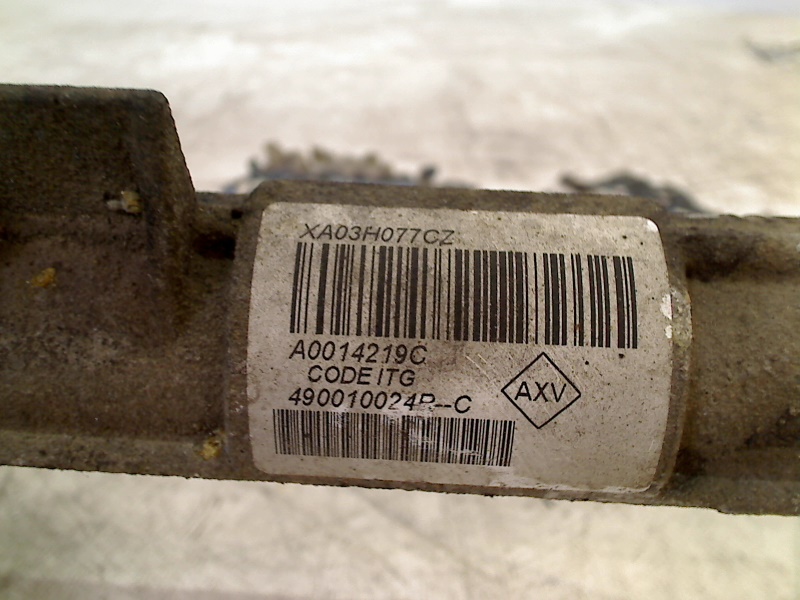 XA03H077CZ
A0014219C
CODE ITG
AXV
490010024R--C